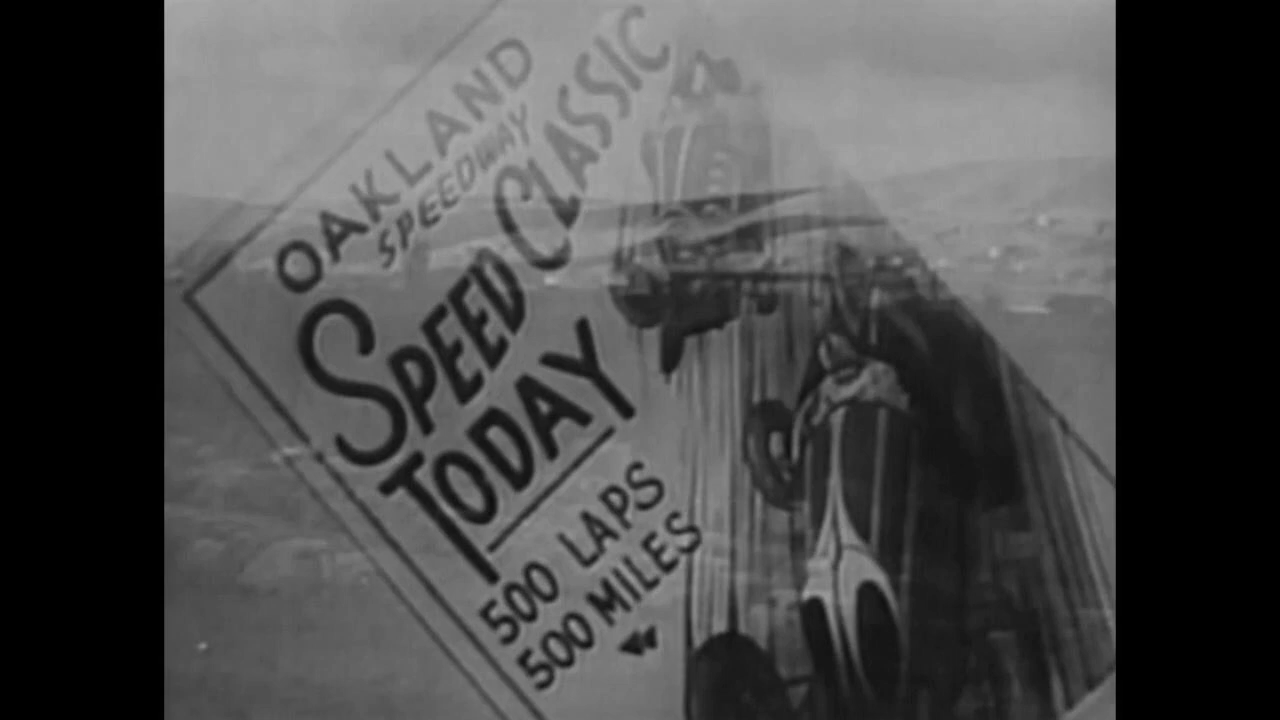 OAKLAND
SPEEDWAY
SPEED CLASSIC
TODAY
500 LAPS
500 MILES